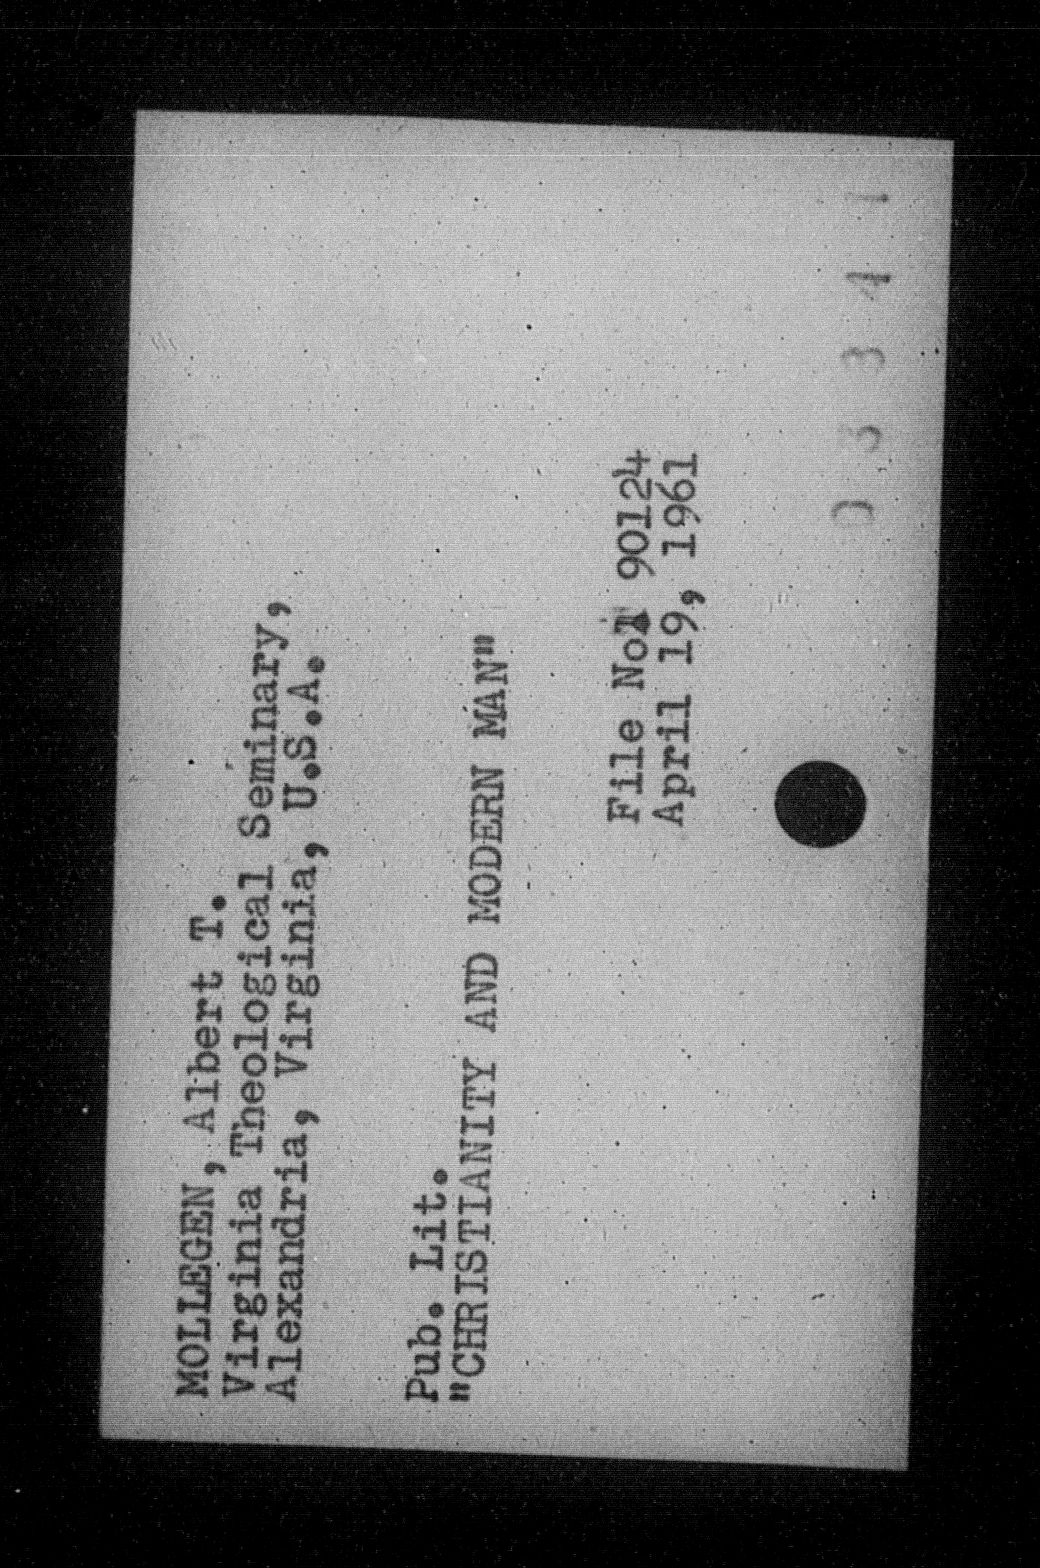 MOLLEGEN, Albert T.
Virginia Theological Seminary,
Alexandria, Virginia, U.S.A.
Pub. Lit.
"CHRISTIANITY AND MODERN MAN"
File No. 90124
April 19, 1961
03341